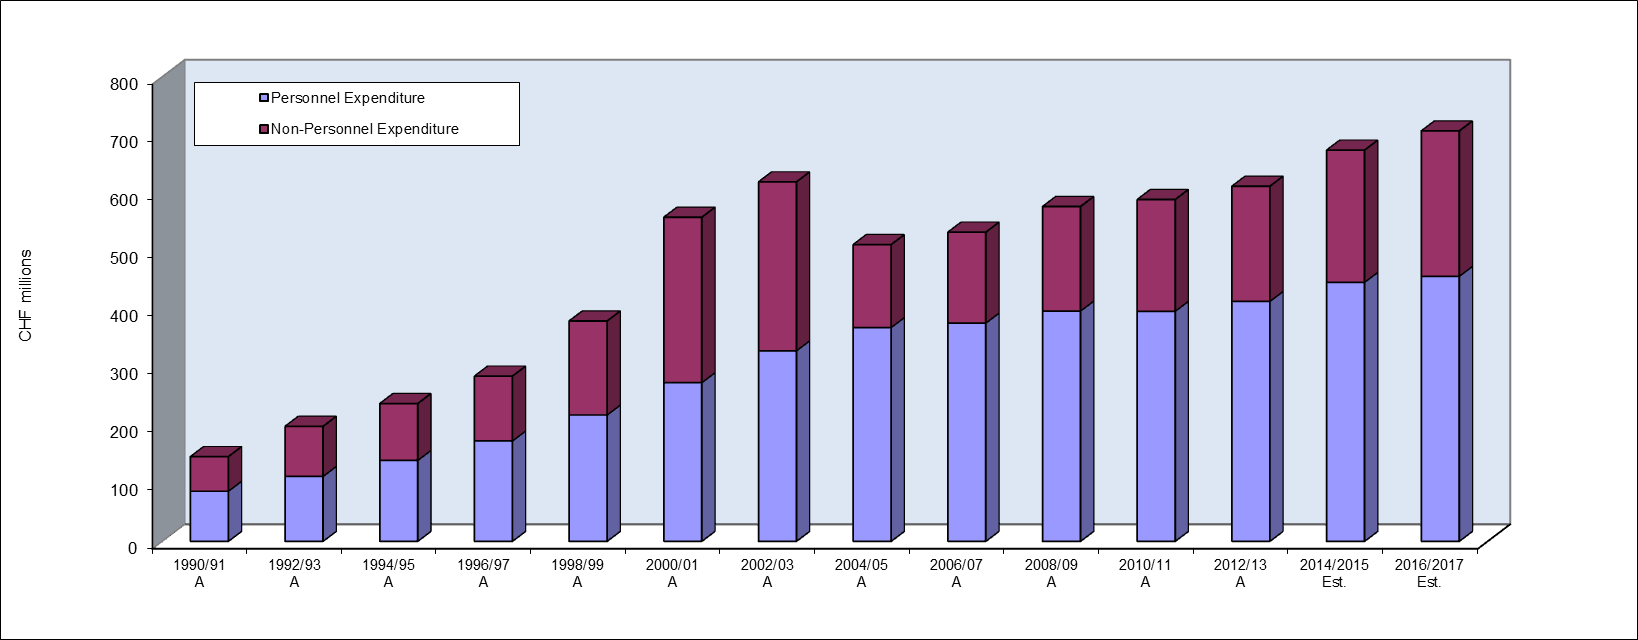 800
700
600
500
400
300
200
100
0
CHF millions
Personnel Expenditure
Non-Personnel Expenditure
1990/91 1992/93 1994/95 1996/97 1998/99 2000/01 2002/03 2004/05 2006/07 2008/09 2010/11 2012/13 2014/2015 2016/2017
A A A A A A A A A A A A Est. Est.